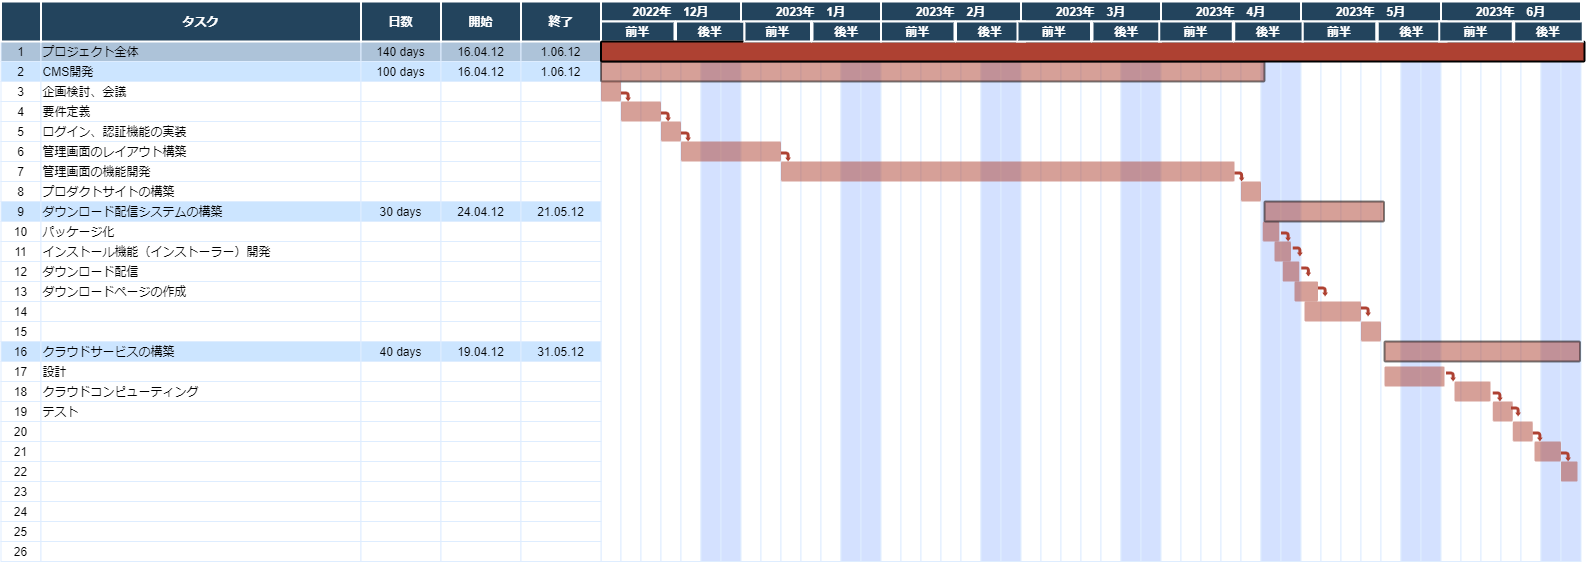 タスク 日数 開始 終了 2022年 12月 2023年 1月 2023年 2月 2023年 3月 2023年 4月 2023年 5月 2023年 6月
前半 後半 前半 後半 前半 後半 前半 後半 前半 後半 前半 後半 前半 後半
1 プロジェクト全体 140 days 16.04.12 1.06.12
2 CMS開発 100 days 16.04.12 1.06.12
3 企画検討、会議
4 要件定義
5 ログイン、認証機能の実装
6 管理画面のレイアウト構築
7 管理画面の機能開発
8 プロダクトサイトの構築
9 ダウンロード配信システムの構築 30 days 24.04.12 21.05.12
10 パッケージ化
11 インストール機能（インストーラー）開発
12 ダウンロード配信
13 ダウンロードページの作成
14
15
16 クラウドサービスの構築 40 days 19.04.12 31.05.12
17 設計
18 クラウドコンピューティング
19 テスト
20
21
22
23
24
25
26